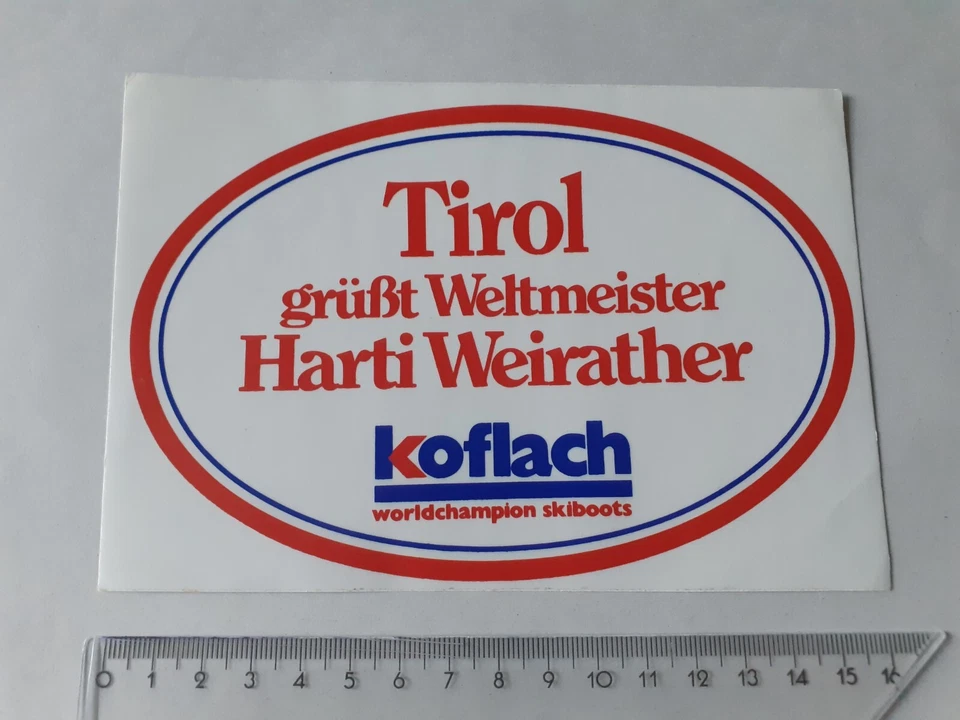 Tirol
grüßt Weltmeister
Harti Weirather
koflach
worldchampion skiboots
0 1 2 3 4 5 6 7 8 9 10 11 12 13 14 15 16